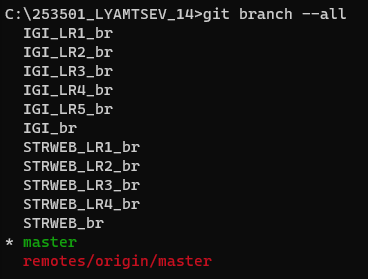 C:\253501_LYAMTSEV_14>git branch --all
IGI_LR1_br
IGI_LR2_br
IGI_LR3_br
IGI_LR4_br
IGI_LR5_br
IGI_br
STRWEB_LR1_br
STRWEB_LR2_br
STRWEB_LR3_br
STRWEB_LR4_br
STRWEB_br
* master
remotes/origin/master